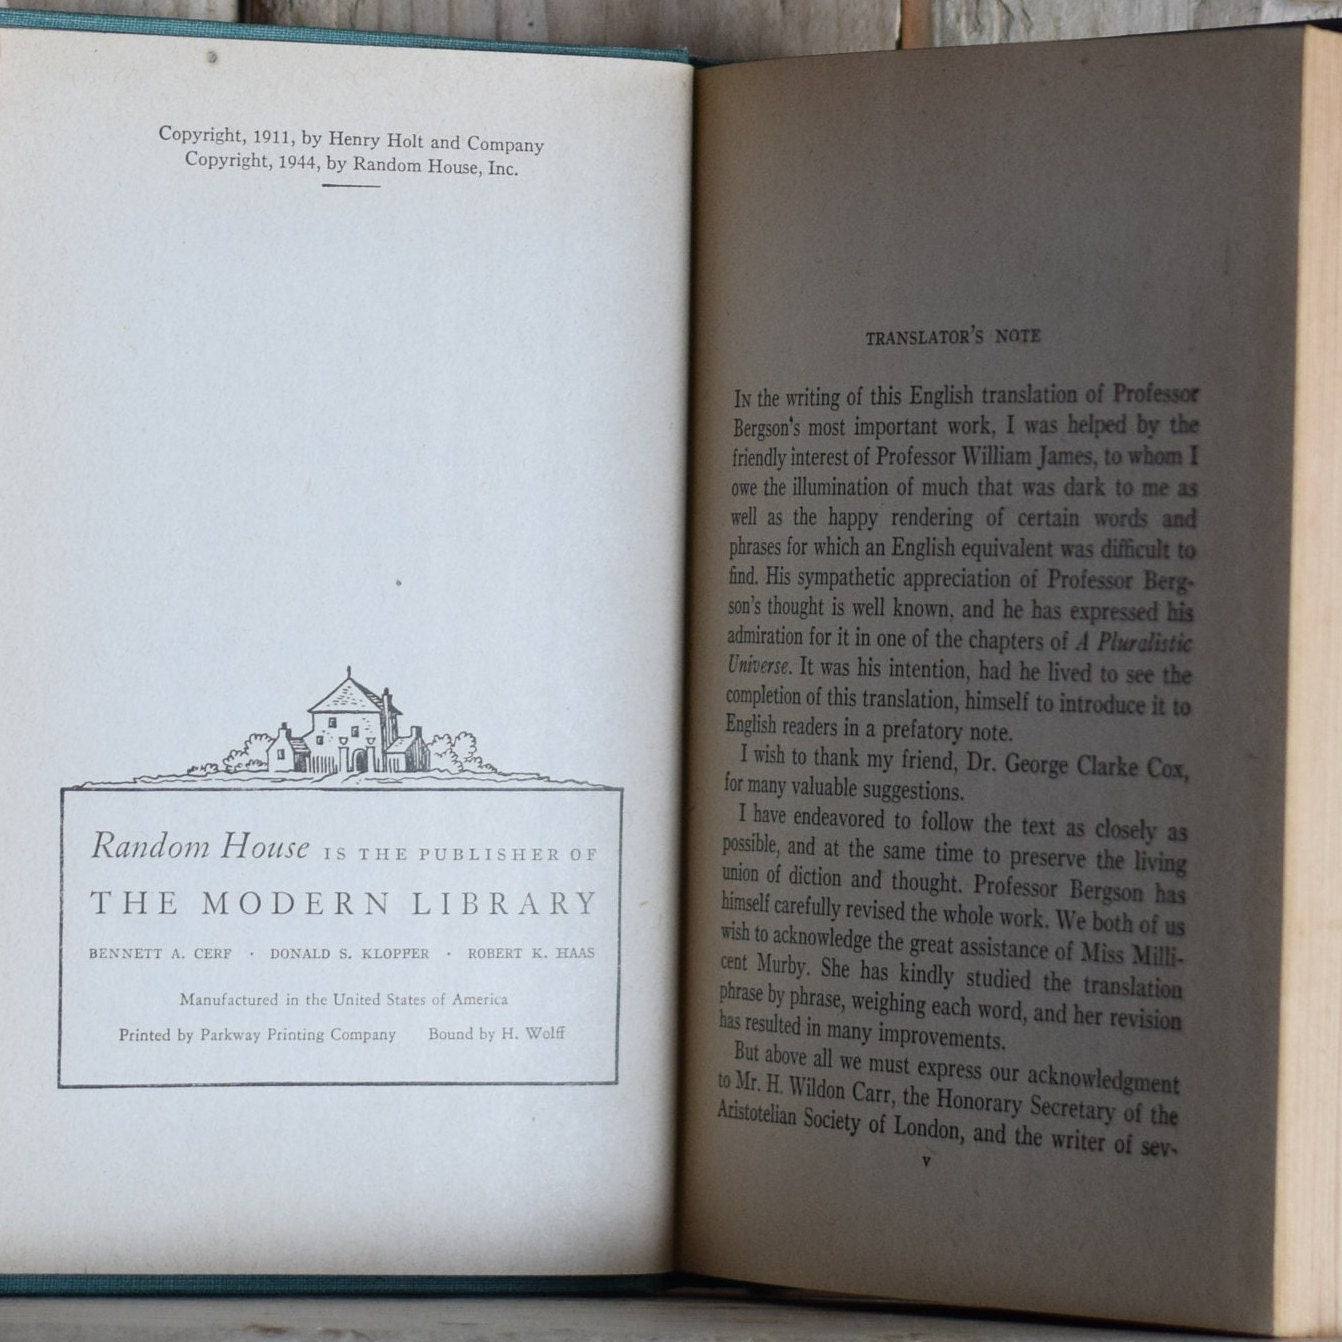 Copyright, 1911, by Henry Holt and Company
Copyright, 1944, by Random House, Inc.
Random House IS THE PUBLISHER OF
THE MODERN LIBRARY
BENNETT A. CERF · DONALD S. KLOPFER · ROBERT K. HAAS
Manufactured in the United States of America
Printed by Parkway Printing Company Bound by H. Wolff
TRANSLATOR'S NOTE
IN the writing of this English translation of Professor
Bergson's most important work, I was helped by the
friendly interest of Professor William James, to whom I
owe the illumination of much that was dark to me as
well as the happy rendering of certain words and
phrases for which an English equivalent was difficult to
find. His sympathetic appreciation of Professor Berg-
son's thought is well known, and he has expressed his
admiration for it in one of the chapters of A Pluralistic
Universe. It was his intention, had he lived to see the
completion of this translation, himself to introduce it to
English readers in a prefatory note.
I wish to thank my friend, Dr. George Clarke Cox,
for many valuable suggestions.
I have endeavored to follow the text as closely as
possible, and at the same time to preserve the living
union of diction and thought. Professor Bergson has
himself carefully revised the whole work. We both of us
wish to acknowledge the great assistance of Miss Milli-
cent Murby. She has kindly studied the translation
phrase by phrase, weighing each word, and her revision
has resulted in many improvements.
But above all we must express our acknowledgment
to Mr. H. Wildon Carr, the Honorary Secretary of the
Aristotelian Society of London, and the writer of sev-
v